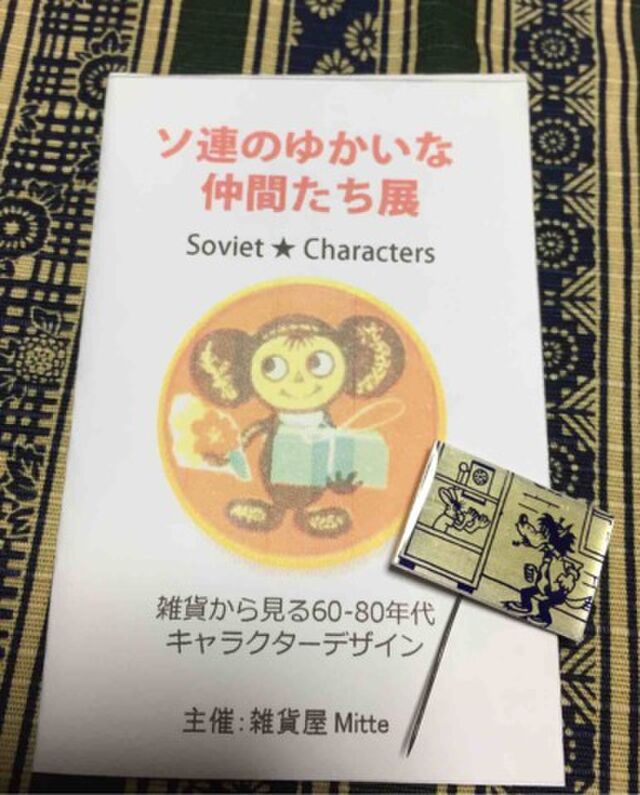 ソ連のゆかいな
仲間たち展
Soviet ★ Characters
雑貨から見る60-80年代
キャラクターデザイン
主催:雑貨屋 Mitte